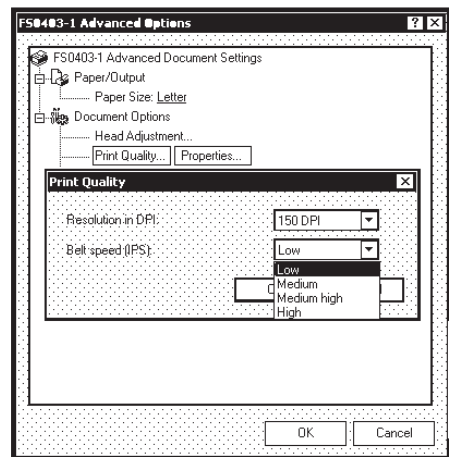 FS0403-1 Advanced Options
FS0403-1 Advanced Document Settings
Paper/Output
Paper Size: Letter
Document Options
Head Adjustment...
Print Quality... Properties...
Print Quality
Resolution in DPI: 150 DPI
Belt speed (IPS): Low
Low
Medium
Medium high
High
OK Cancel